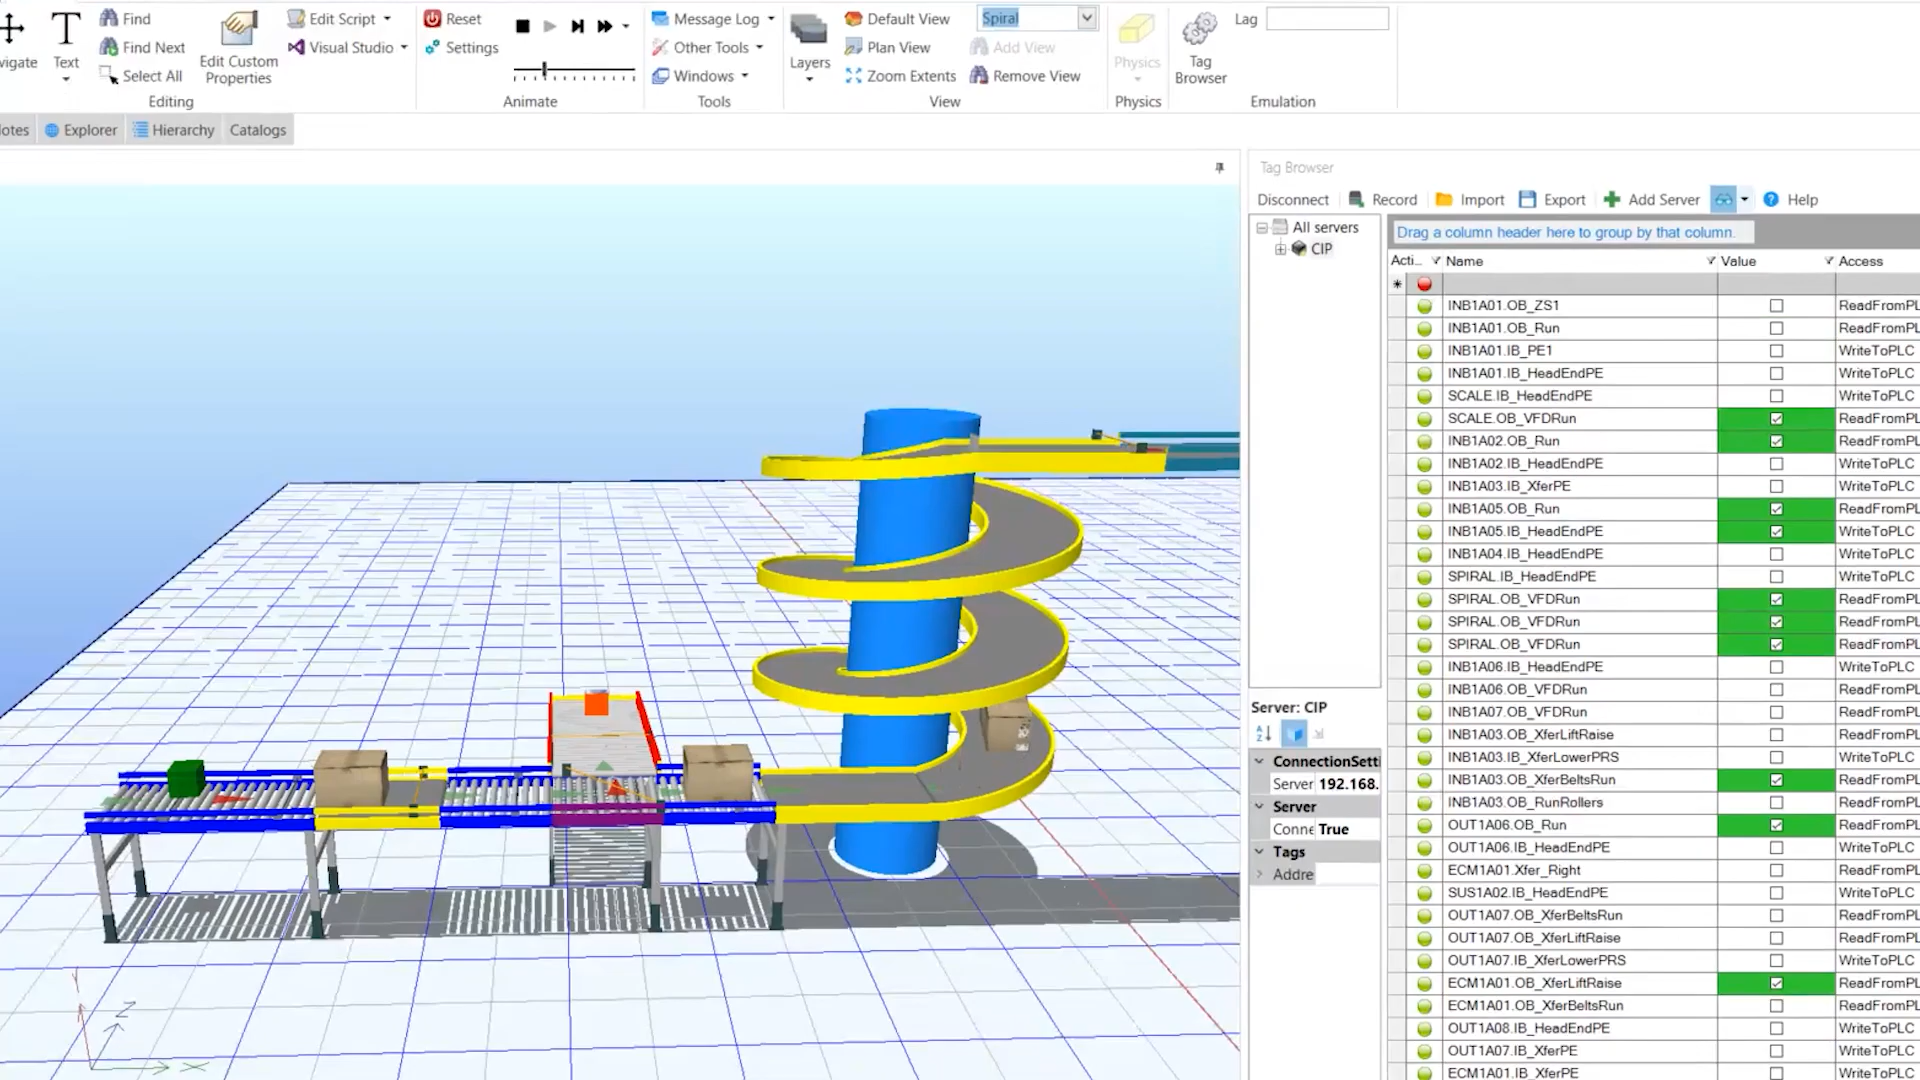 Find
Edit Script
Reset
Message Log
Default View
Spiral
Lag
vigate
Text
Find Next
Edit Custom Properties
Visual Studio
Settings
Other Tools
Layers
Plan View
Add View
Physics
Tag Browser
Select All
Windows
Zoom Extents
Remove View
Editing
Animate
Tools
View
Physics
Emulation
otes
Explorer
Hierarchy
Catalogs
Tag Browser
Disconnect
Record
Import
Export
Add Server
Help
All servers
CIP
Drag a column header here to group by that column.
Acti... Name Value Access
INB1A01.OB_ZS1 ReadFromPL
INB1A01.OB_Run ReadFromPL
INB1A01.IB_PE1 WriteToPLC
INB1A01.IB_HeadEndPE WriteToPLC
SCALE.IB_HeadEndPE WriteToPLC
SCALE.OB_VFDRun ReadFromPL
INB1A02.OB_Run ReadFromPL
INB1A02.IB_HeadEndPE WriteToPLC
INB1A03.IB_XferPE WriteToPLC
INB1A05.OB_Run ReadFromPL
INB1A05.IB_HeadEndPE WriteToPLC
INB1A04.IB_HeadEndPE WriteToPLC
SPIRAL.IB_HeadEndPE WriteToPLC
SPIRAL.OB_VFDRun ReadFromPL
SPIRAL.OB_VFDRun ReadFromPL
SPIRAL.OB_VFDRun ReadFromPL
INB1A06.IB_HeadEndPE WriteToPLC
INB1A06.OB_VFDRun ReadFromPL
INB1A07.OB_VFDRun ReadFromPL
INB1A03.OB_XferLiftRaise ReadFromPL
INB1A03.IB_XferLowerPRS WriteToPLC
INB1A03.OB_XferBeltsRun ReadFromPL
INB1A03.OB_RunRollers ReadFromPL
OUT1A06.OB_Run ReadFromPL
OUT1A06.IB_HeadEndPE WriteToPLC
ECM1A01.Xfer_Right ReadFromPL
SUS1A02.IB_HeadEndPE WriteToPLC
OUT1A07.OB_XferBeltsRun ReadFromPL
OUT1A07.OB_XferLiftRaise ReadFromPL
OUT1A07.IB_XferLowerPRS WriteToPLC
ECM1A01.OB_XferLiftRaise ReadFromPL
ECM1A01.OB_XferBeltsRun ReadFromPL
OUT1A08.IB_HeadEndPE WriteToPLC
OUT1A07.IB_XferPE WriteToPLC
ECM1A01.IB_XferPE WriteToPLC
Server: CIP
ConnectionSetti
Server 192.168.
Server
Conne True
Tags
Addre
Y
Z
X